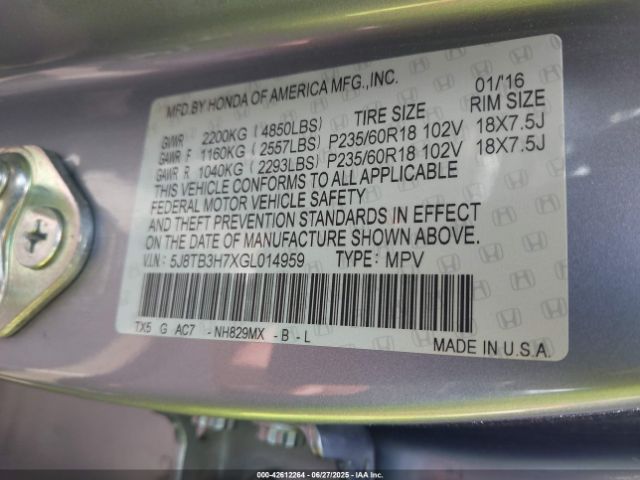 MFD.BY HONDA OF AMERICA MFG.,INC. 01/'16
TIRE SIZE RIM SIZE
GVWR 2200KG (4850LBS)
GAWR F 1160KG (2557LBS) P235/60R18 102V 18X7.5J
GAWR R 1040KG (2293LBS) P235/60R18 102V 18X7.5J
THIS VEHICLE CONFORMS TO ALL APPLICABLE
FEDERAL MOTOR VEHICLE SAFETY
AND THEFT PREVENTION STANDARDS IN EFFECT
ON THE DATE OF MANUFACTURE SHOWN ABOVE.
V.I.N 5J8TB3H7XGL014959 TYPE: MPV
TX5 G AC7 -NH829MX -B -L
MADE IN U.S.A.
000-42612264 | 06/27/2025 - Copyright IAA, LLC